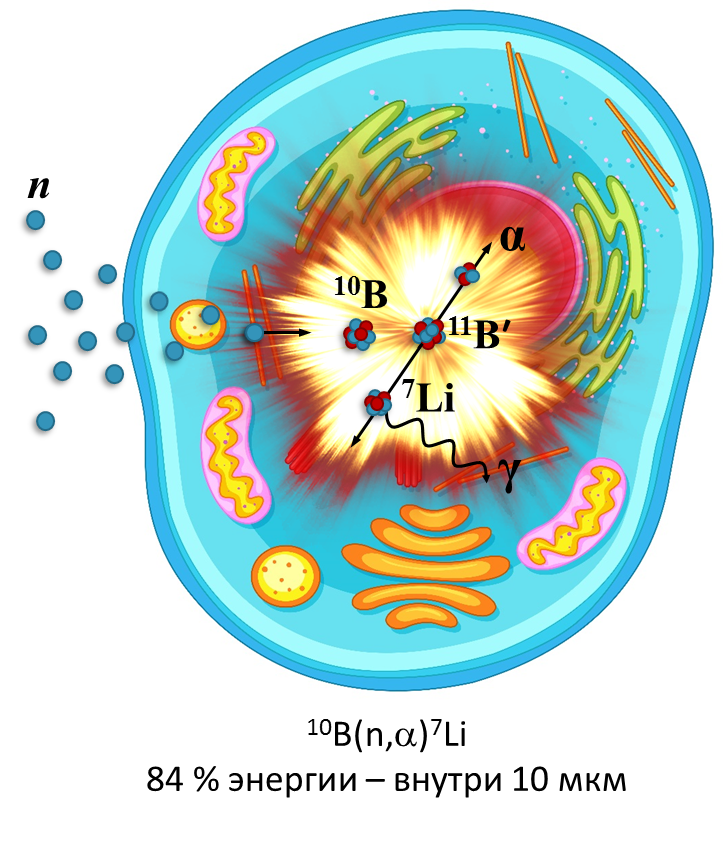 n
α
¹⁰B
¹¹B′
⁷Li
γ
¹⁰B(n,α)⁷Li
84 % энергии – внутри 10 мкм